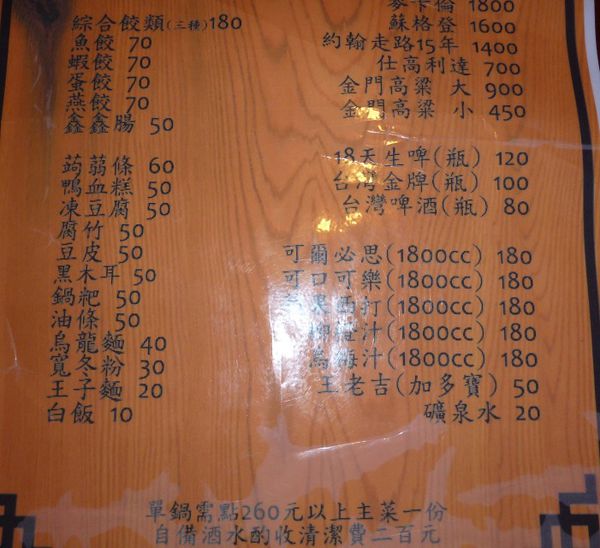 綜合餃類(三種)180
魚餃 70
蝦餃 70
蛋餃 70
燕餃 70
鑫鑫腸 50
蒟蒻條 60
鴨血糕 50
凍豆腐 50
腐竹 50
豆皮 50
黑木耳 50
鍋粑 50
油條 50
烏龍麵 40
寬冬粉 30
王子麵 20
白飯 10
麥卡倫 1800
蘇格登 1600
約翰走路15年 1400
仕高利達 700
金門高粱 大 900
金門高粱 小 450
18天生啤(瓶) 120
台灣金牌(瓶) 100
台灣啤酒(瓶) 80
可爾必思(1800cc) 180
可口可樂(1800cc) 180
西打(1800cc) 180
柳橙汁(1800cc) 180
烏梅汁(1800cc) 180
王老吉(加多寶) 50
礦泉水 20
單鍋需點260元以上主菜一份
自備酒水酌收清潔費二百元